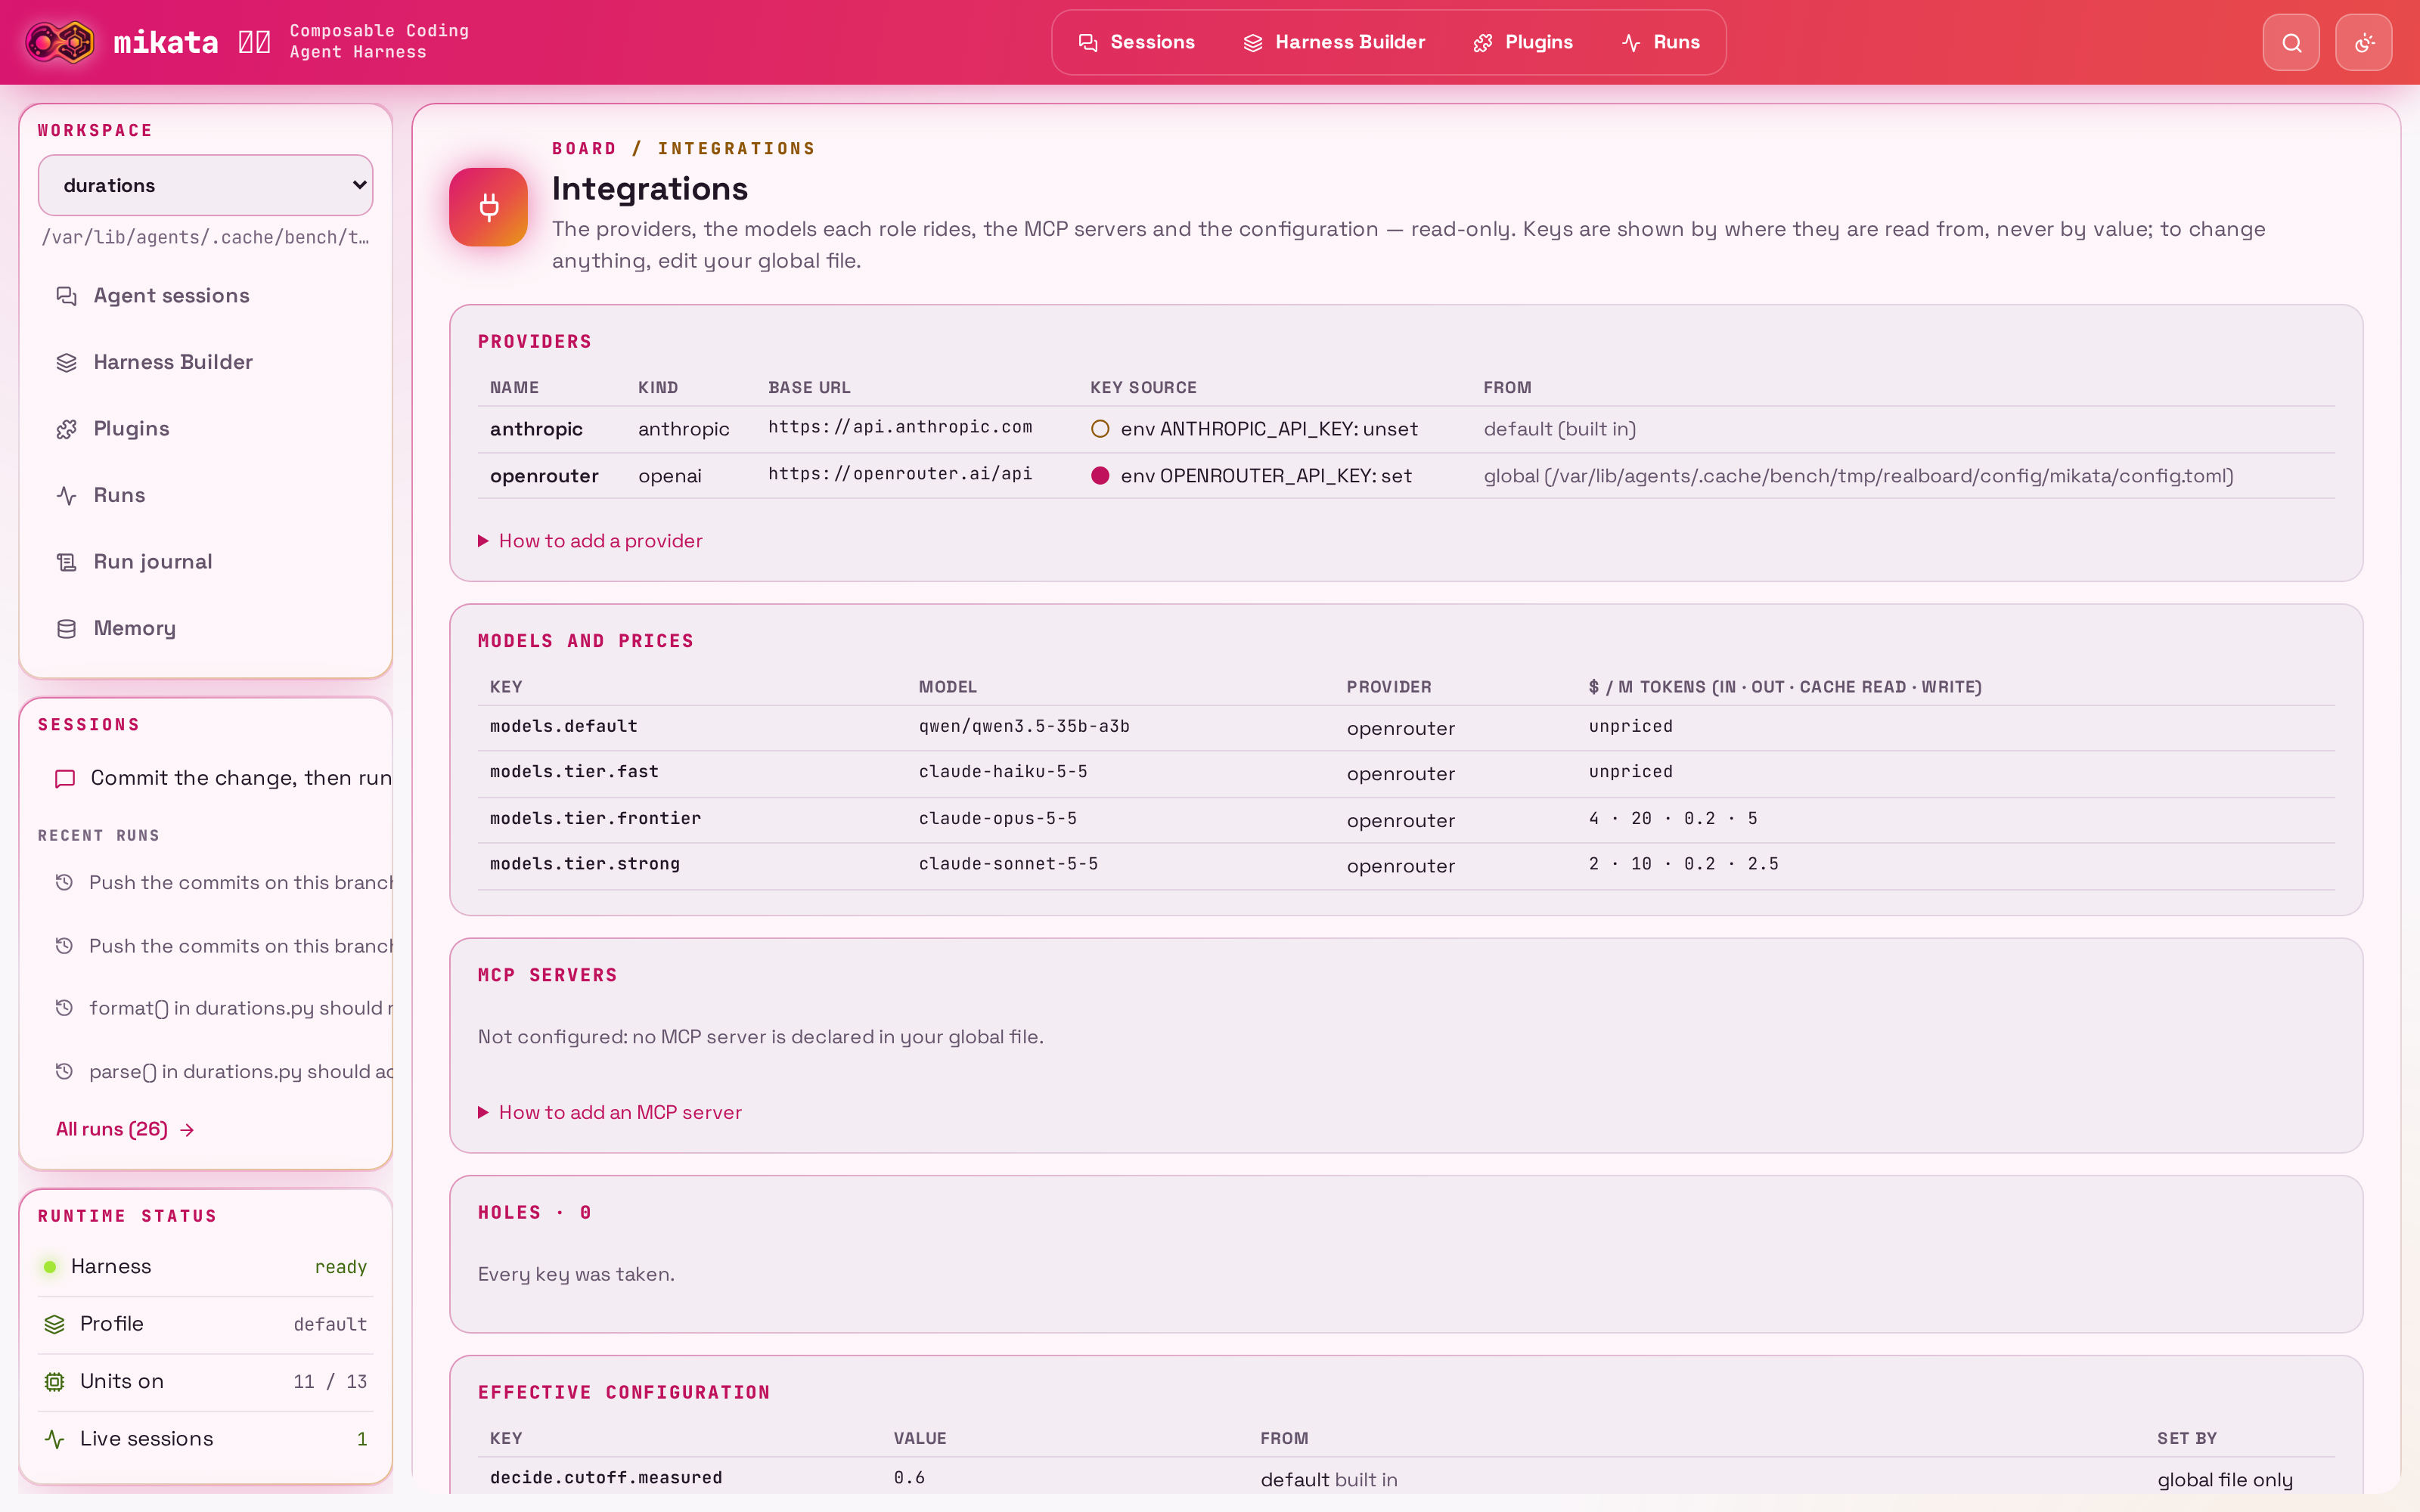 mikata
Composable Coding
Agent Harness
Sessions
Harness Builder
Plugins
Runs
WORKSPACE
durations
/var/lib/agents/.cache/bench/t…
Agent sessions
Harness Builder
Plugins
Runs
Run journal
Memory
SESSIONS
Commit the change, then run
RECENT RUNS
Push the commits on this branch
Push the commits on this branch
format() in durations.py should
parse() in durations.py should
All runs (26) →
RUNTIME STATUS
Harness ready
Profile default
Units on 11 / 13
Live sessions 1
BOARD / INTEGRATIONS
Integrations
The providers, the models each role rides, the MCP servers and the configuration — read-only. Keys are shown by where they are read from, never by value; to change
anything, edit your global file.
PROVIDERS
NAME KIND BASE URL KEY SOURCE FROM
anthropic anthropic https://api.anthropic.com env ANTHROPIC_API_KEY: unset default (built in)
openrouter openai https://openrouter.ai/api env OPENROUTER_API_KEY: set global (/var/lib/agents/.cache/bench/tmp/realboard/config/mikata/config.toml)
How to add a provider
MODELS AND PRICES
KEY MODEL PROVIDER $ / M TOKENS (IN · OUT · CACHE READ · WRITE)
models.default qwen/qwen3.5-35b-a3b openrouter unpriced
models.tier.fast claude-haiku-5-5 openrouter unpriced
models.tier.frontier claude-opus-5-5 openrouter 4 · 20 · 0.2 · 5
models.tier.strong claude-sonnet-5-5 openrouter 2 · 10 · 0.2 · 2.5
MCP SERVERS
Not configured: no MCP server is declared in your global file.
How to add an MCP server
HOLES · 0
Every key was taken.
EFFECTIVE CONFIGURATION
KEY VALUE FROM SET BY
decide.cutoff.measured 0.6 default built in global file only